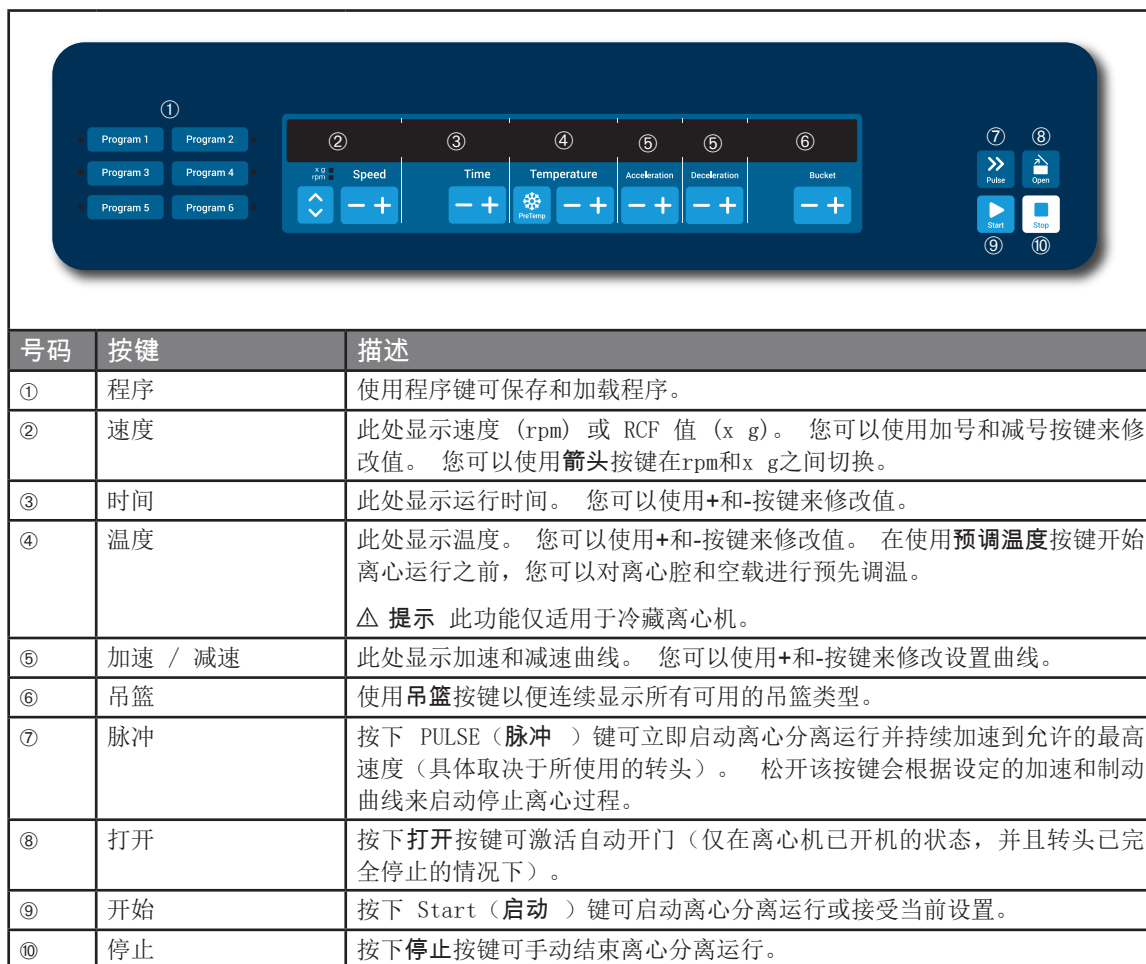 ①
Program 1 Program 2
Program 3 Program 4
Program 5 Program 6
② ③ ④ ⑤ ⑤ ⑥
x g
rpm
Speed Time Temperature Acceleration Deceleration Bucket
PreTemp
⑦ ⑧
Pulse Open
Start Stop
⑨ ⑩
号码 按键 描述
① 程序 使用程序键可保存和加载程序。
② 速度 此处显示速度 (rpm) 或 RCF 值 (x g)。 您可以使用加号和减号按键来修
改值。 您可以使用箭头按键在rpm和x g之间切换。
③ 时间 此处显示运行时间。 您可以使用+和-按键来修改值。
④ 温度 此处显示温度。 您可以使用+和-按键来修改值。 在使用预调温度按键开始
离心运行之前，您可以对离心腔和空载进行预先调温。
⚠ 提示 此功能仅适用于冷藏离心机。
⑤ 加速 / 减速 此处显示加速和减速曲线。 您可以使用+和-按键来修改设置曲线。
⑥ 吊篮 使用吊篮按键以便连续显示所有可用的吊篮类型。
⑦ 脉冲 按下 PULSE（脉冲 ）键可立即启动离心分离运行并持续加速到允许的最高
速度（具体取决于所使用的转头）。 松开该按键会根据设定的加速和制动
曲线来启动停止离心过程。
⑧ 打开 按下打开按键可激活自动开门（仅在离心机已开机的状态，并且转头已完
全停止的情况下）。
⑨ 开始 按下 Start（启动 ）键可启动离心分离运行或接受当前设置。
⑩ 停止 按下停止按键可手动结束离心分离运行。